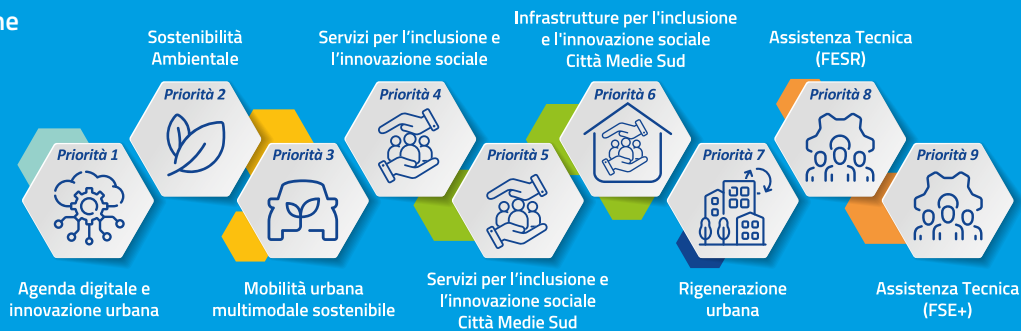 Priorità 1
Agenda digitale e
innovazione urbana
Sostenibilità
Ambientale
Priorità 2
Priorità 3
Mobilità urbana
multimodale sostenibile
Servizi per l'inclusione e
l'innovazione sociale
Priorità 4
Priorità 5
Servizi per l'inclusione e
l'innovazione sociale
Città Medie Sud
Infrastrutture per l'inclusione
e l'innovazione sociale
Città Medie Sud
Priorità 6
Priorità 7
Rigenerazione
urbana
Assistenza Tecnica
(FESR)
Priorità 8
Priorità 9
Assistenza Tecnica
(FSE+)